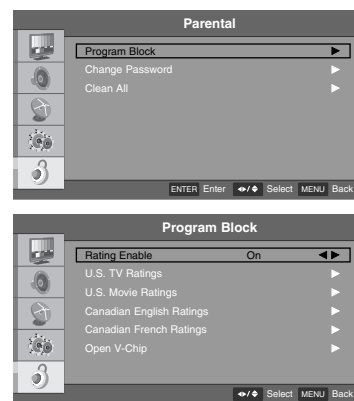 Parental
Program Block
Change Password
Clean All
ENTER Enter Select MENU Back
Program Block
Rating Enable On
U.S. TV Ratings
U.S. Movie Ratings
Canadian English Ratings
Canadian French Ratings
Open V-Chip
Select MENU Back